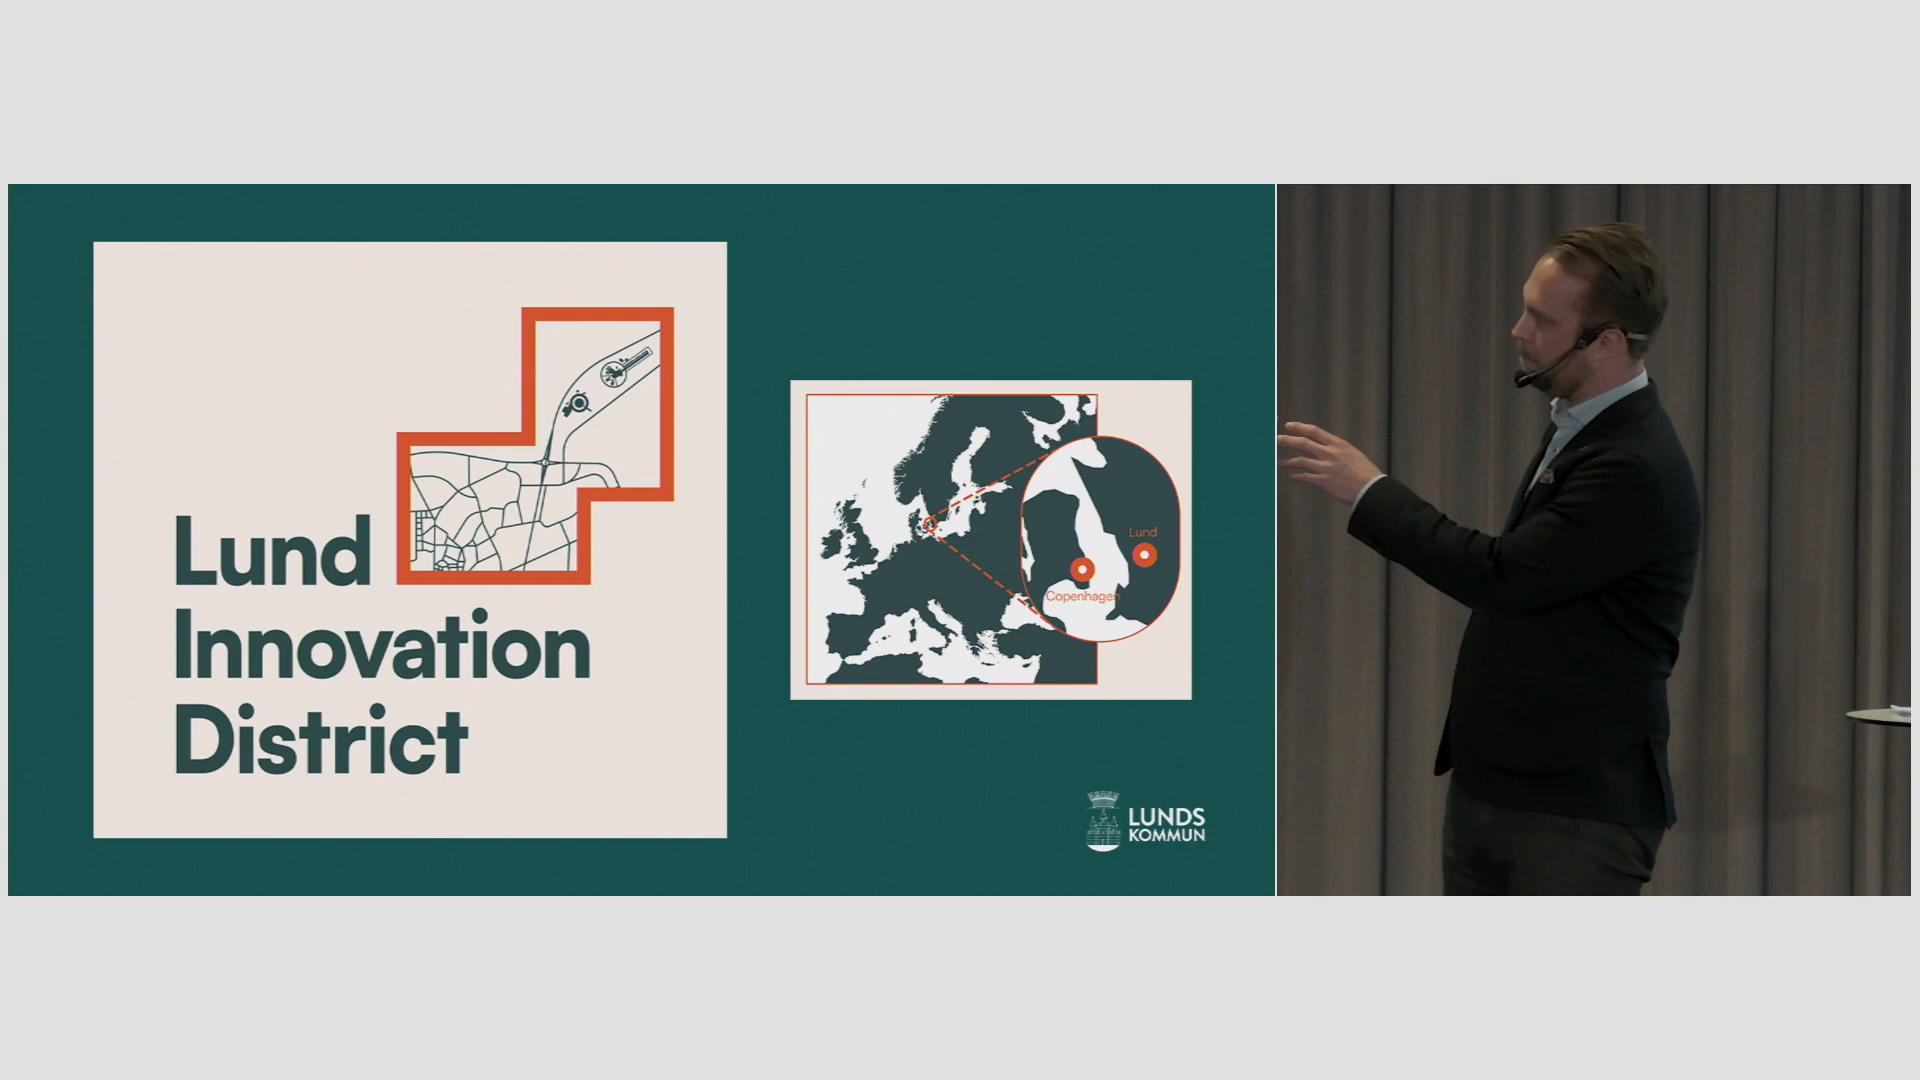 Lund
Innovation
District
Lund
Copenhagen
LUNDS
KOMMUN